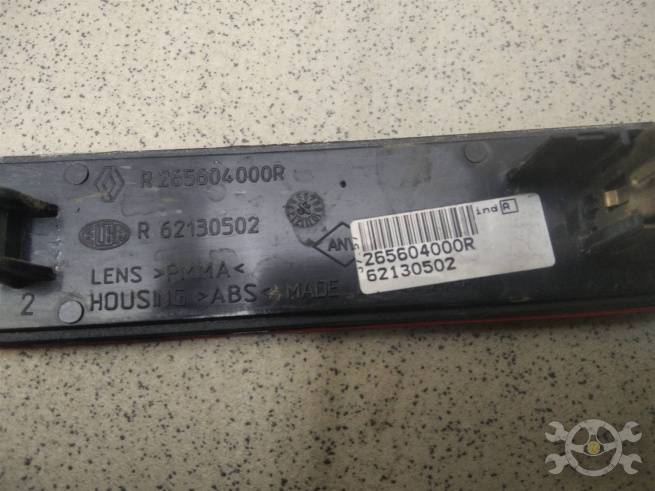 R 265604000R
R 62130502
LENS >PMMA<
HOUSING >ABS< MADE
2
ind A
265604000R
62130502